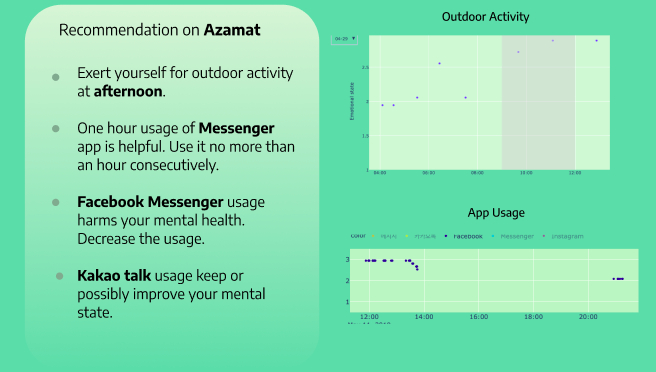 Recommendation on Azamat
Exert yourself for outdoor activity
at afternoon.
One hour usage of Messenger
app is helpful. Use it no more than
an hour consecutively.
Facebook Messenger usage
harms your mental health.
Decrease the usage.
Kakao talk usage keep or
possibly improve your mental
state.
Outdoor Activity
04-29
Emotional state
2.5
2
1.5
1
04:00 06:00 08:00 10:00 12:00
App Usage
color Facebook Messenger Instagram
3
2
1
12:00 14:00 16:00 18:00 20:00